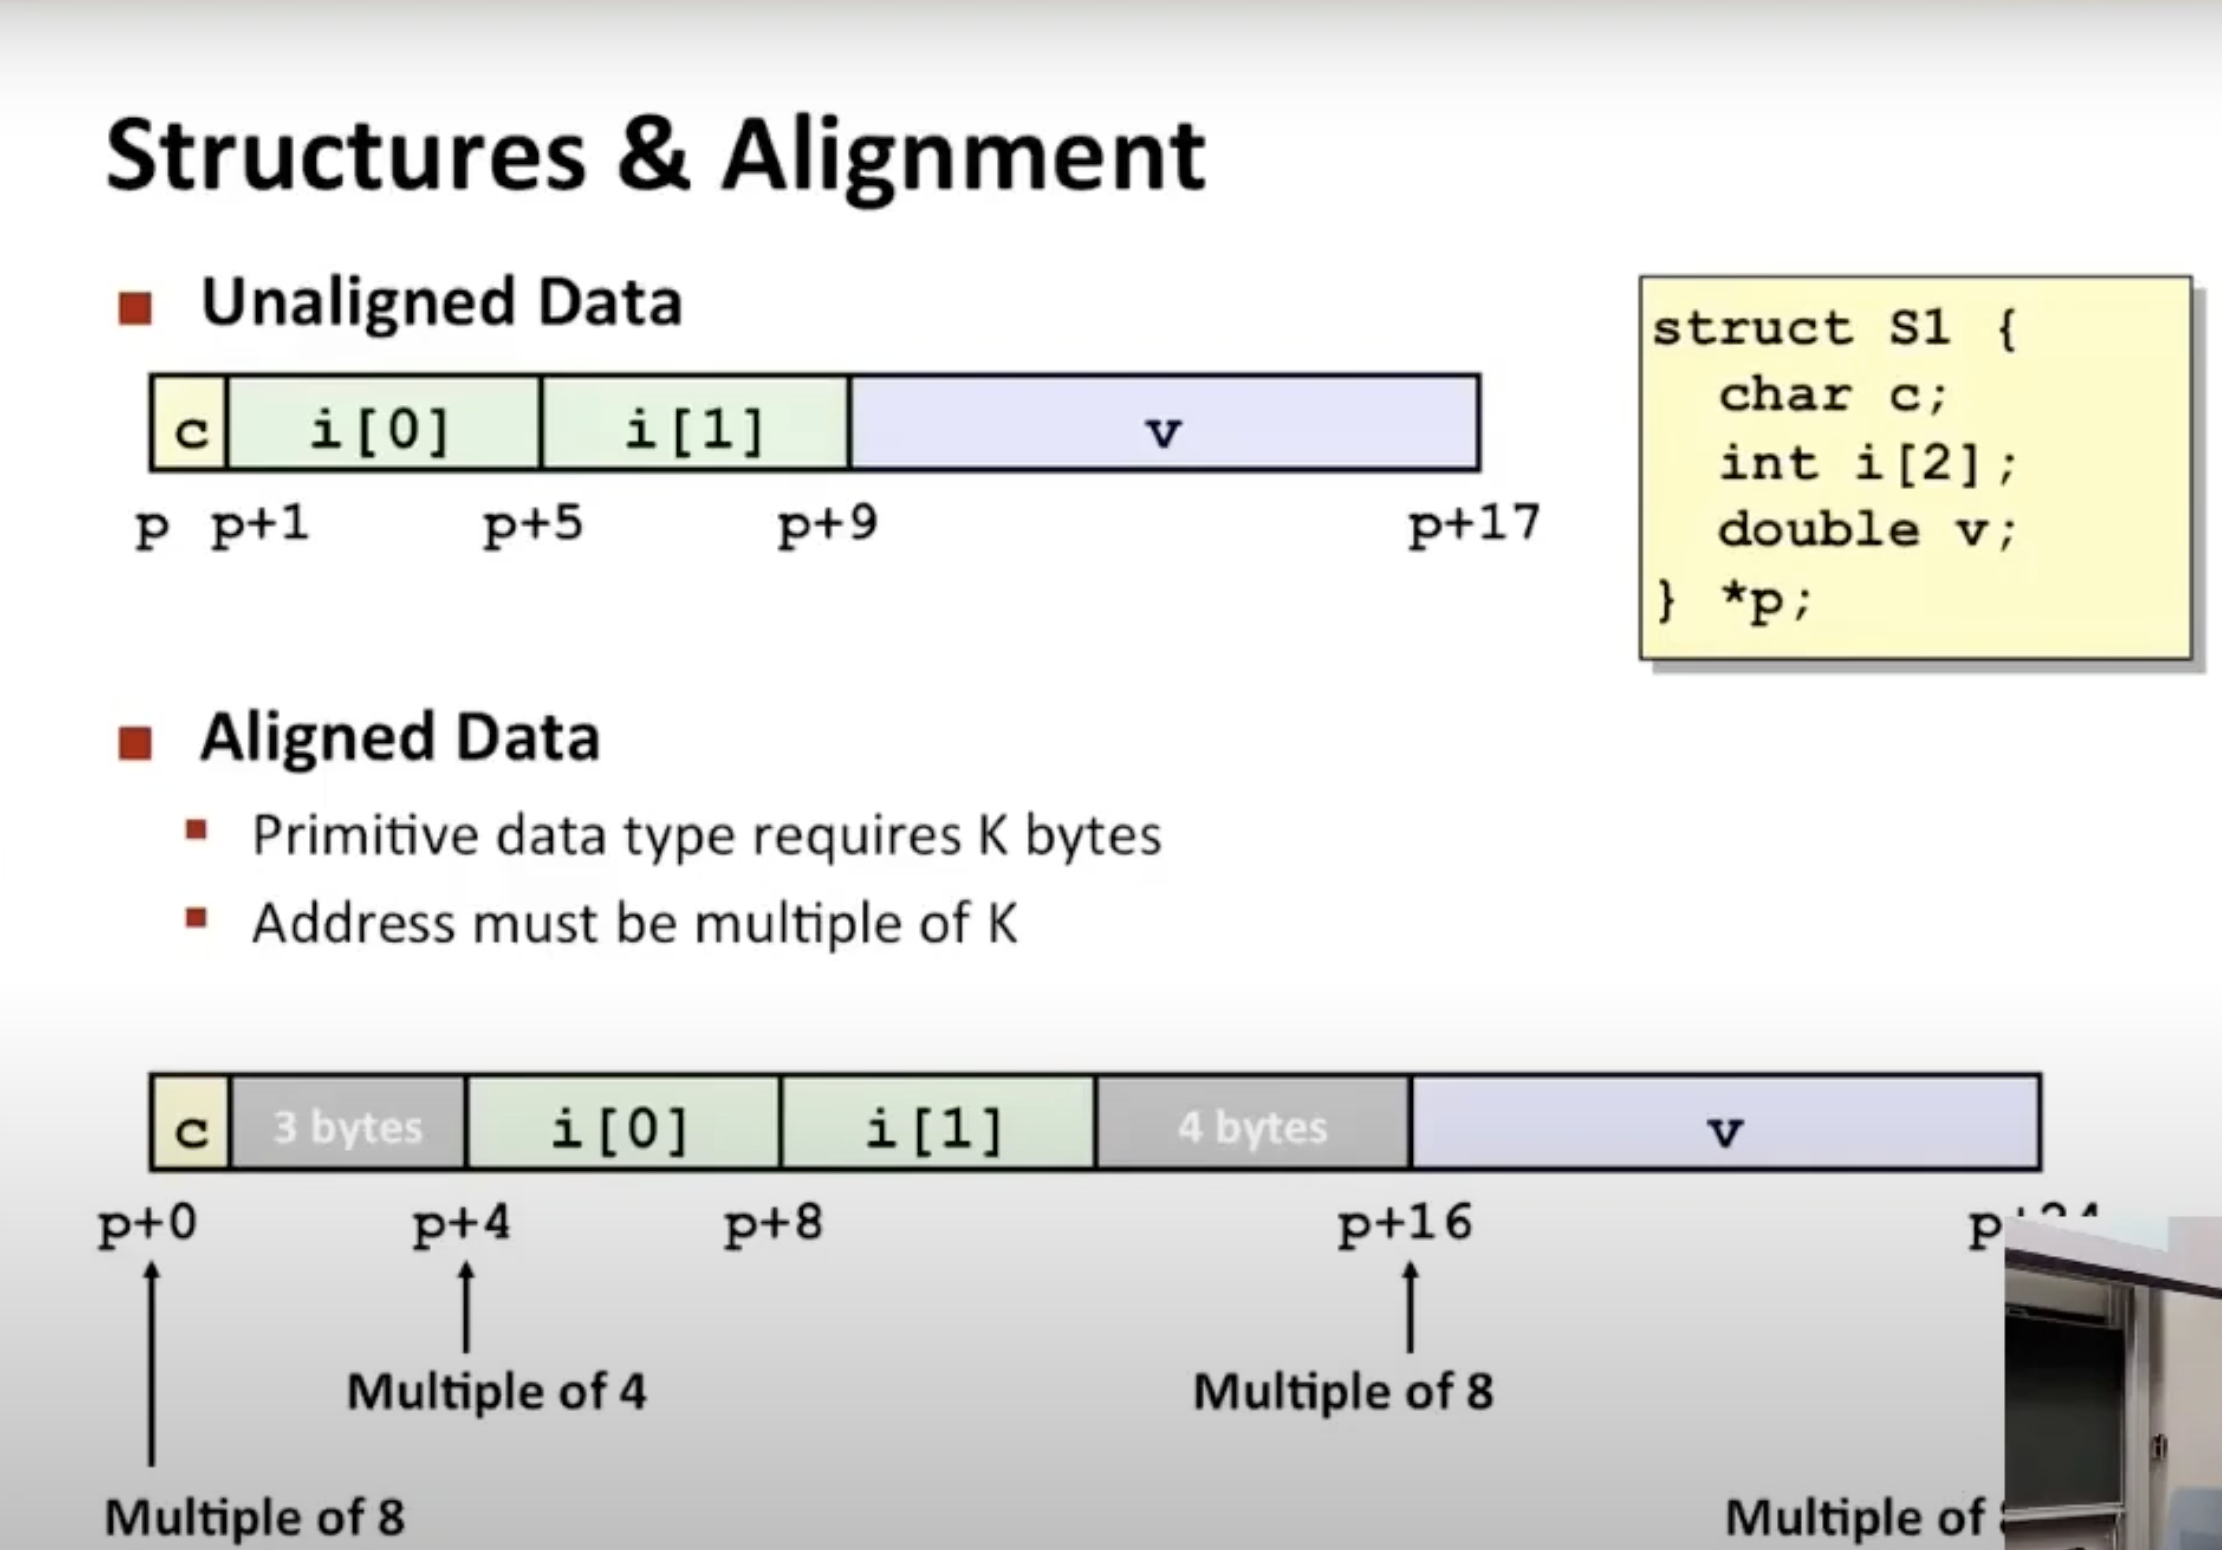 Structures & Alignment
Unaligned Data
c i[0] i[1] v
p p+1 p+5 p+9 p+17
struct S1 {
char c;
int i[2];
double v;
} *p;
Aligned Data
Primitive data type requires K bytes
Address must be multiple of K
c 3 bytes i[0] i[1] 4 bytes v
p+0 p+4 p+8 p+16
Multiple of 4 Multiple of 8
Multiple of 8 Multiple of